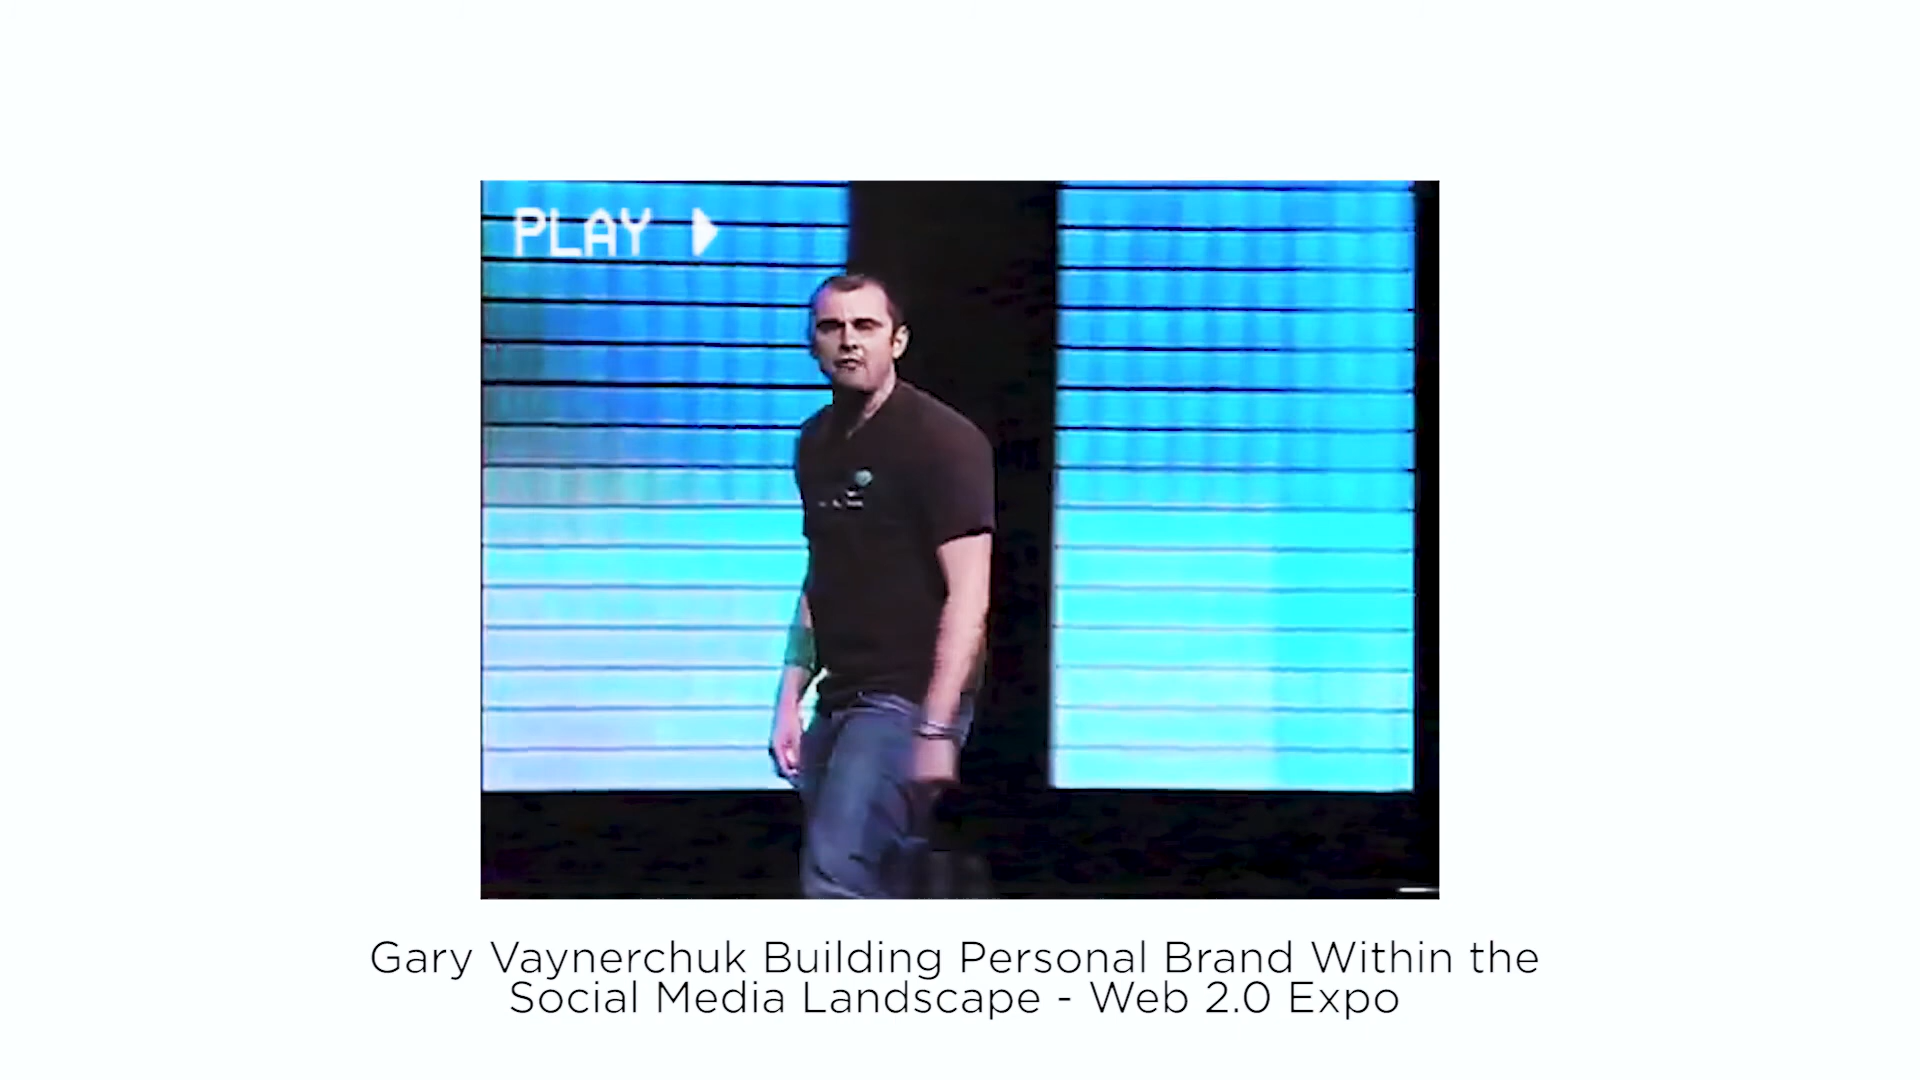 PLAY
Gary Vaynerchuk Building Personal Brand Within the
Social Media Landscape - Web 2.0 Expo